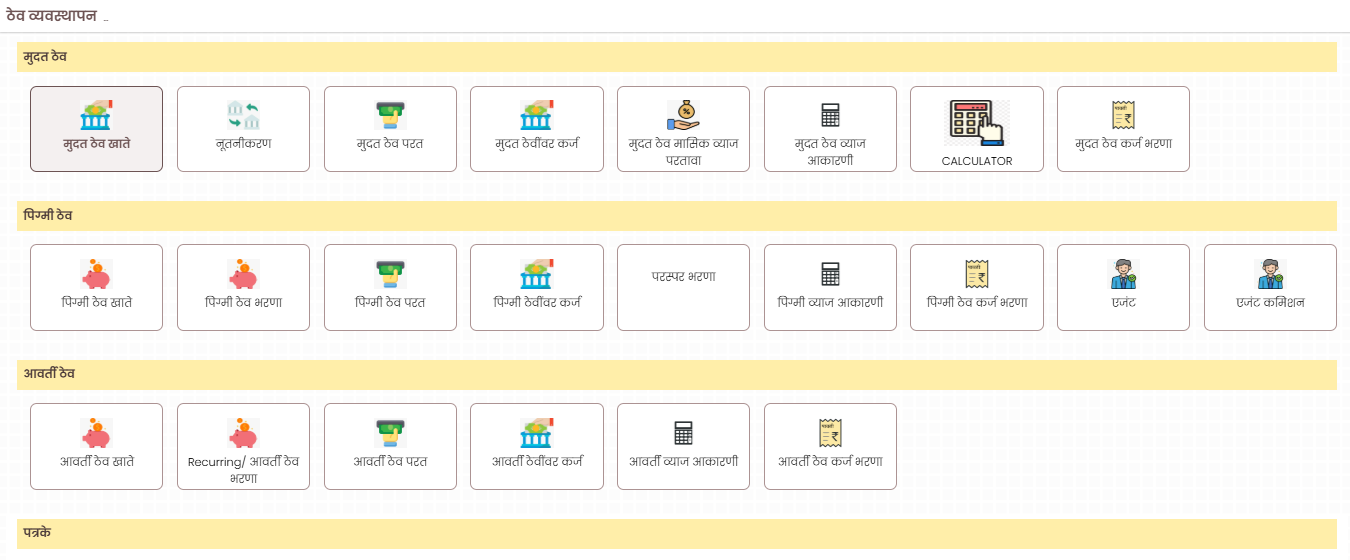 ठेव व्यवस्थापन ..
मुदत ठेव
मुदत ठेव खाते
नूतनीकरण
मुदत ठेव परत
मुदत ठेवींवर कर्ज
मुदत ठेव मासिक व्याज
परतावा
मुदत ठेव व्याज
आकारणी
CALCULATOR
मुदत ठेव कर्ज भरणा
पिग्मी ठेव
पिग्मी ठेव खाते
पिग्मी ठेव भरणा
पिग्मी ठेव परत
पिग्मी ठेवींवर कर्ज
परस्पर भरणा
पिग्मी व्याज आकारणी
पिग्मी ठेव कर्ज भरणा
एजंट
एजंट कमिशन
आवर्ती ठेव
आवर्ती ठेव खाते
Recurring/ आवर्ती ठेव
भरणा
आवर्ती ठेव परत
आवर्ती ठेवींवर कर्ज
आवर्ती व्याज आकारणी
आवर्ती ठेव कर्ज भरणा
पत्रके